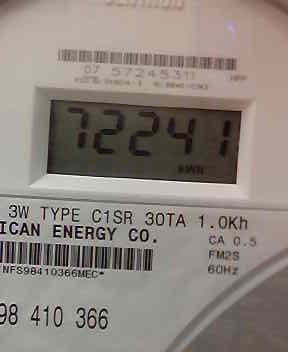 07 57245311
72241
KWH
3W TYPE C1SR 30TA 1.0Kh
ICAN ENERGY CO.
CA 0.5
FM2S
60Hz
NFS98410366MEC*
98 410 366